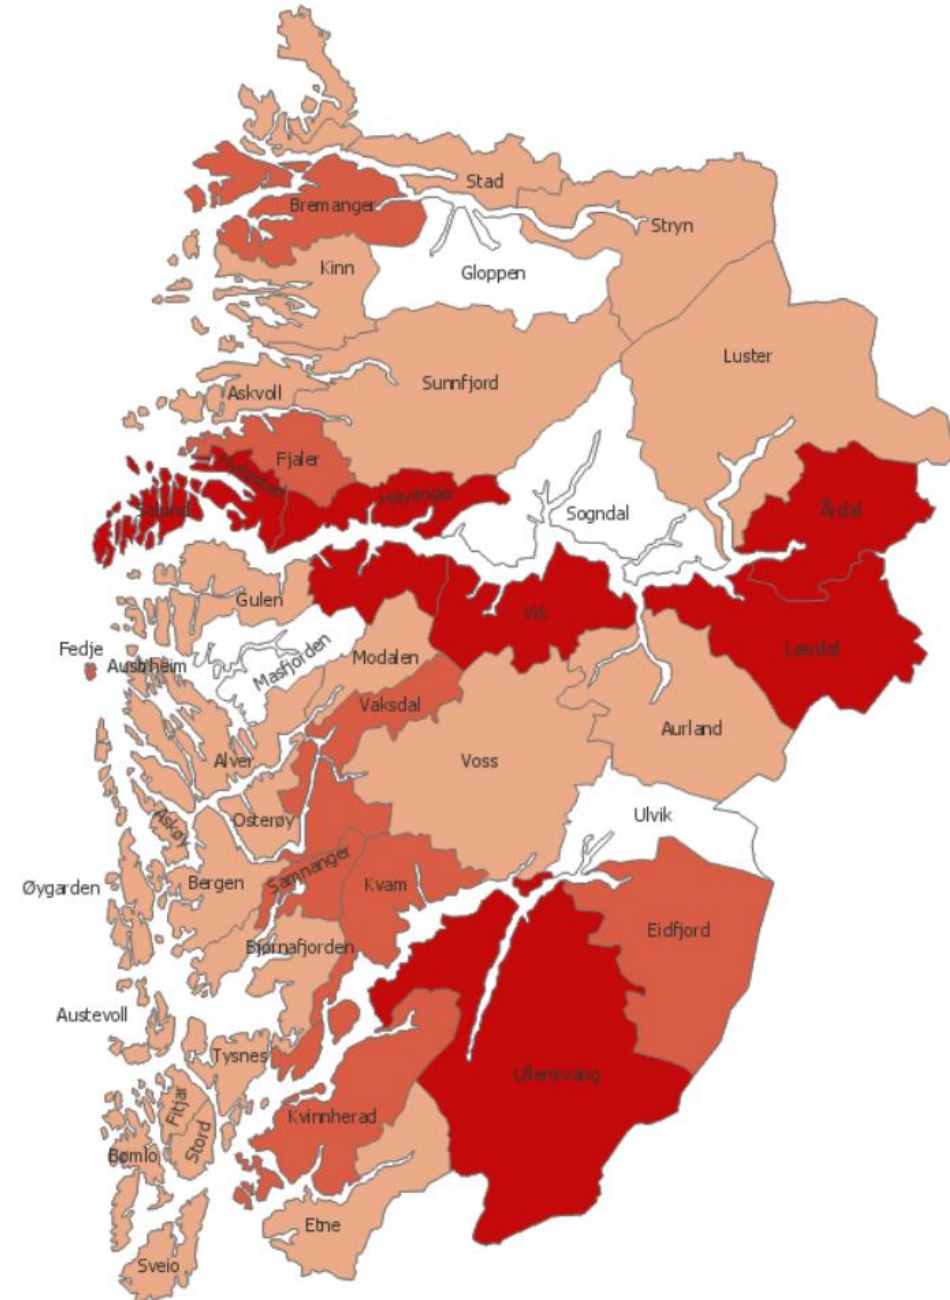 Stad
Bremanger
Stryn
Kinn
Gloppen
Luster
Sunnfjord
Askvoll
Fjaler
Hyllestad
Høyanger
Solund
Årdal
Sogndal
Gulen
Vik
Fedje
Austrheim
Masfjorden
Modalen
Lærdal
Vaksdal
Aurland
Alver
Voss
Askøy
Osterøy
Ulvik
Øygarden
Bergen
Samnanger
Kvam
Bjørnafjorden
Eidfjord
Austevoll
Tysnes
Ullensvang
Fitjar
Kvinnherad
Stord
Bømlo
Etne
Sveio